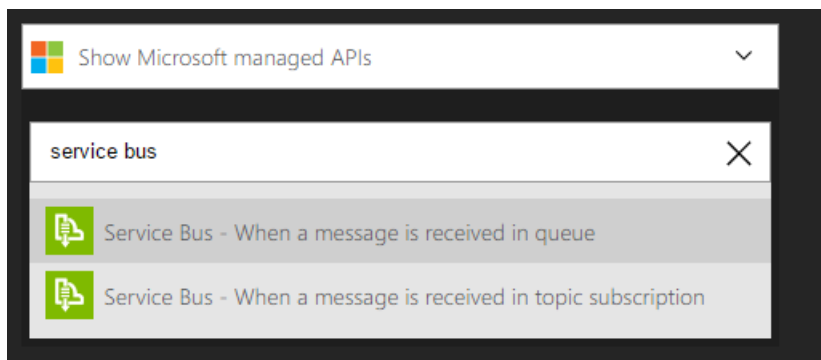 Show Microsoft managed APIs
service bus
Service Bus - When a message is received in queue
Service Bus - When a message is received in topic subscription